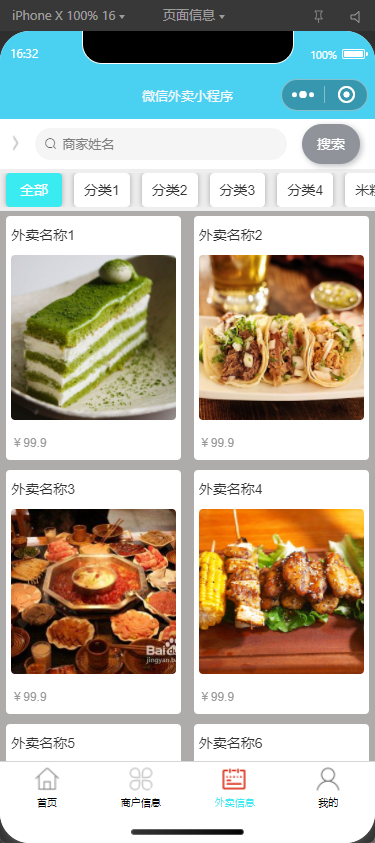 iPhone X 100% 16 页面信息
16:32 100%
微信外卖小程序
商家姓名 搜索
全部 分类1 分类2 分类3 分类4 米粉
外卖名称1 外卖名称2
¥99.9 ¥99.9
外卖名称3 外卖名称4
Baidu
jingyan.bai
¥99.9 ¥99.9
外卖名称5 外卖名称6
首页 商户信息 外卖信息 我的